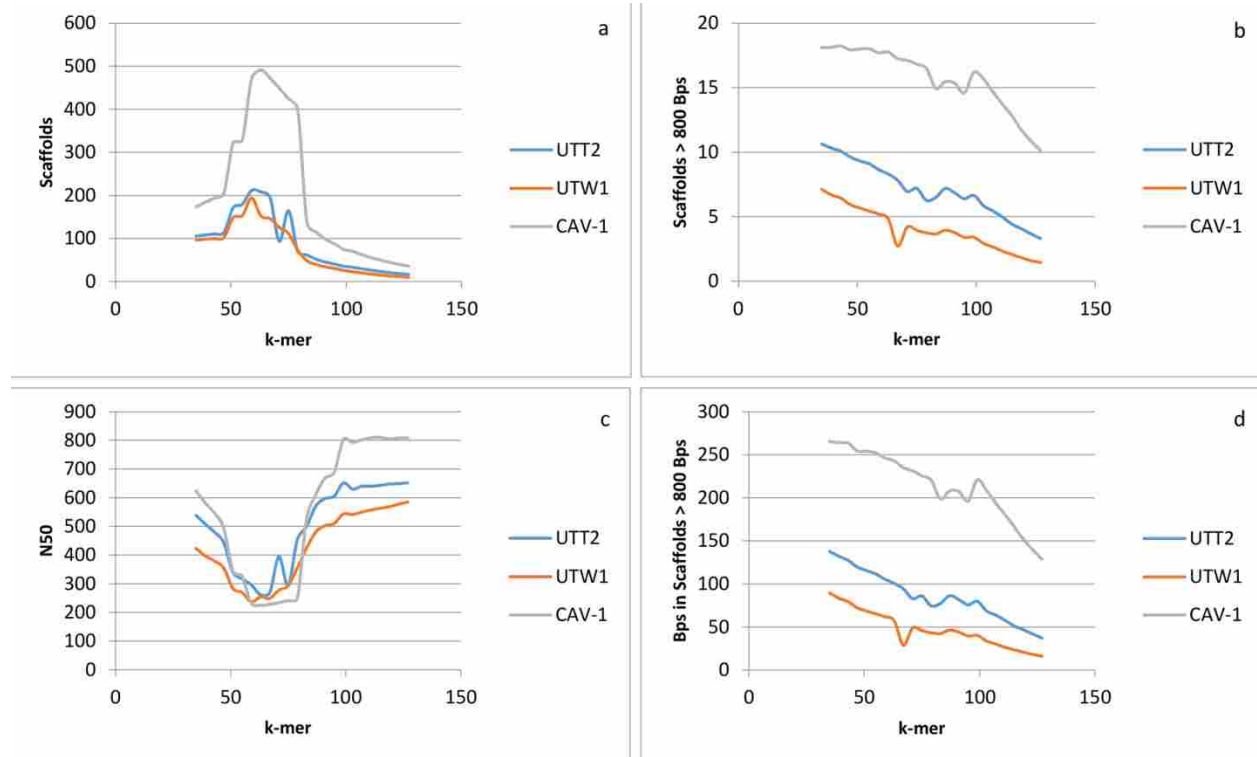 a
600
500
400
300
200
100
0
Scaffolds
0 50 100 150
k-mer
UTT2
UTW1
CAV-1
b
20
15
10
5
0
Scaffolds > 800 Bps
0 50 100 150
k-mer
UTT2
UTW1
CAV-1
c
900
800
700
600
500
400
300
200
100
0
N50
0 50 100 150
k-mer
UTT2
UTW1
CAV-1
d
300
250
200
150
100
50
0
Bps in Scaffolds > 800 Bps
0 50 100 150
k-mer
UTT2
UTW1
CAV-1